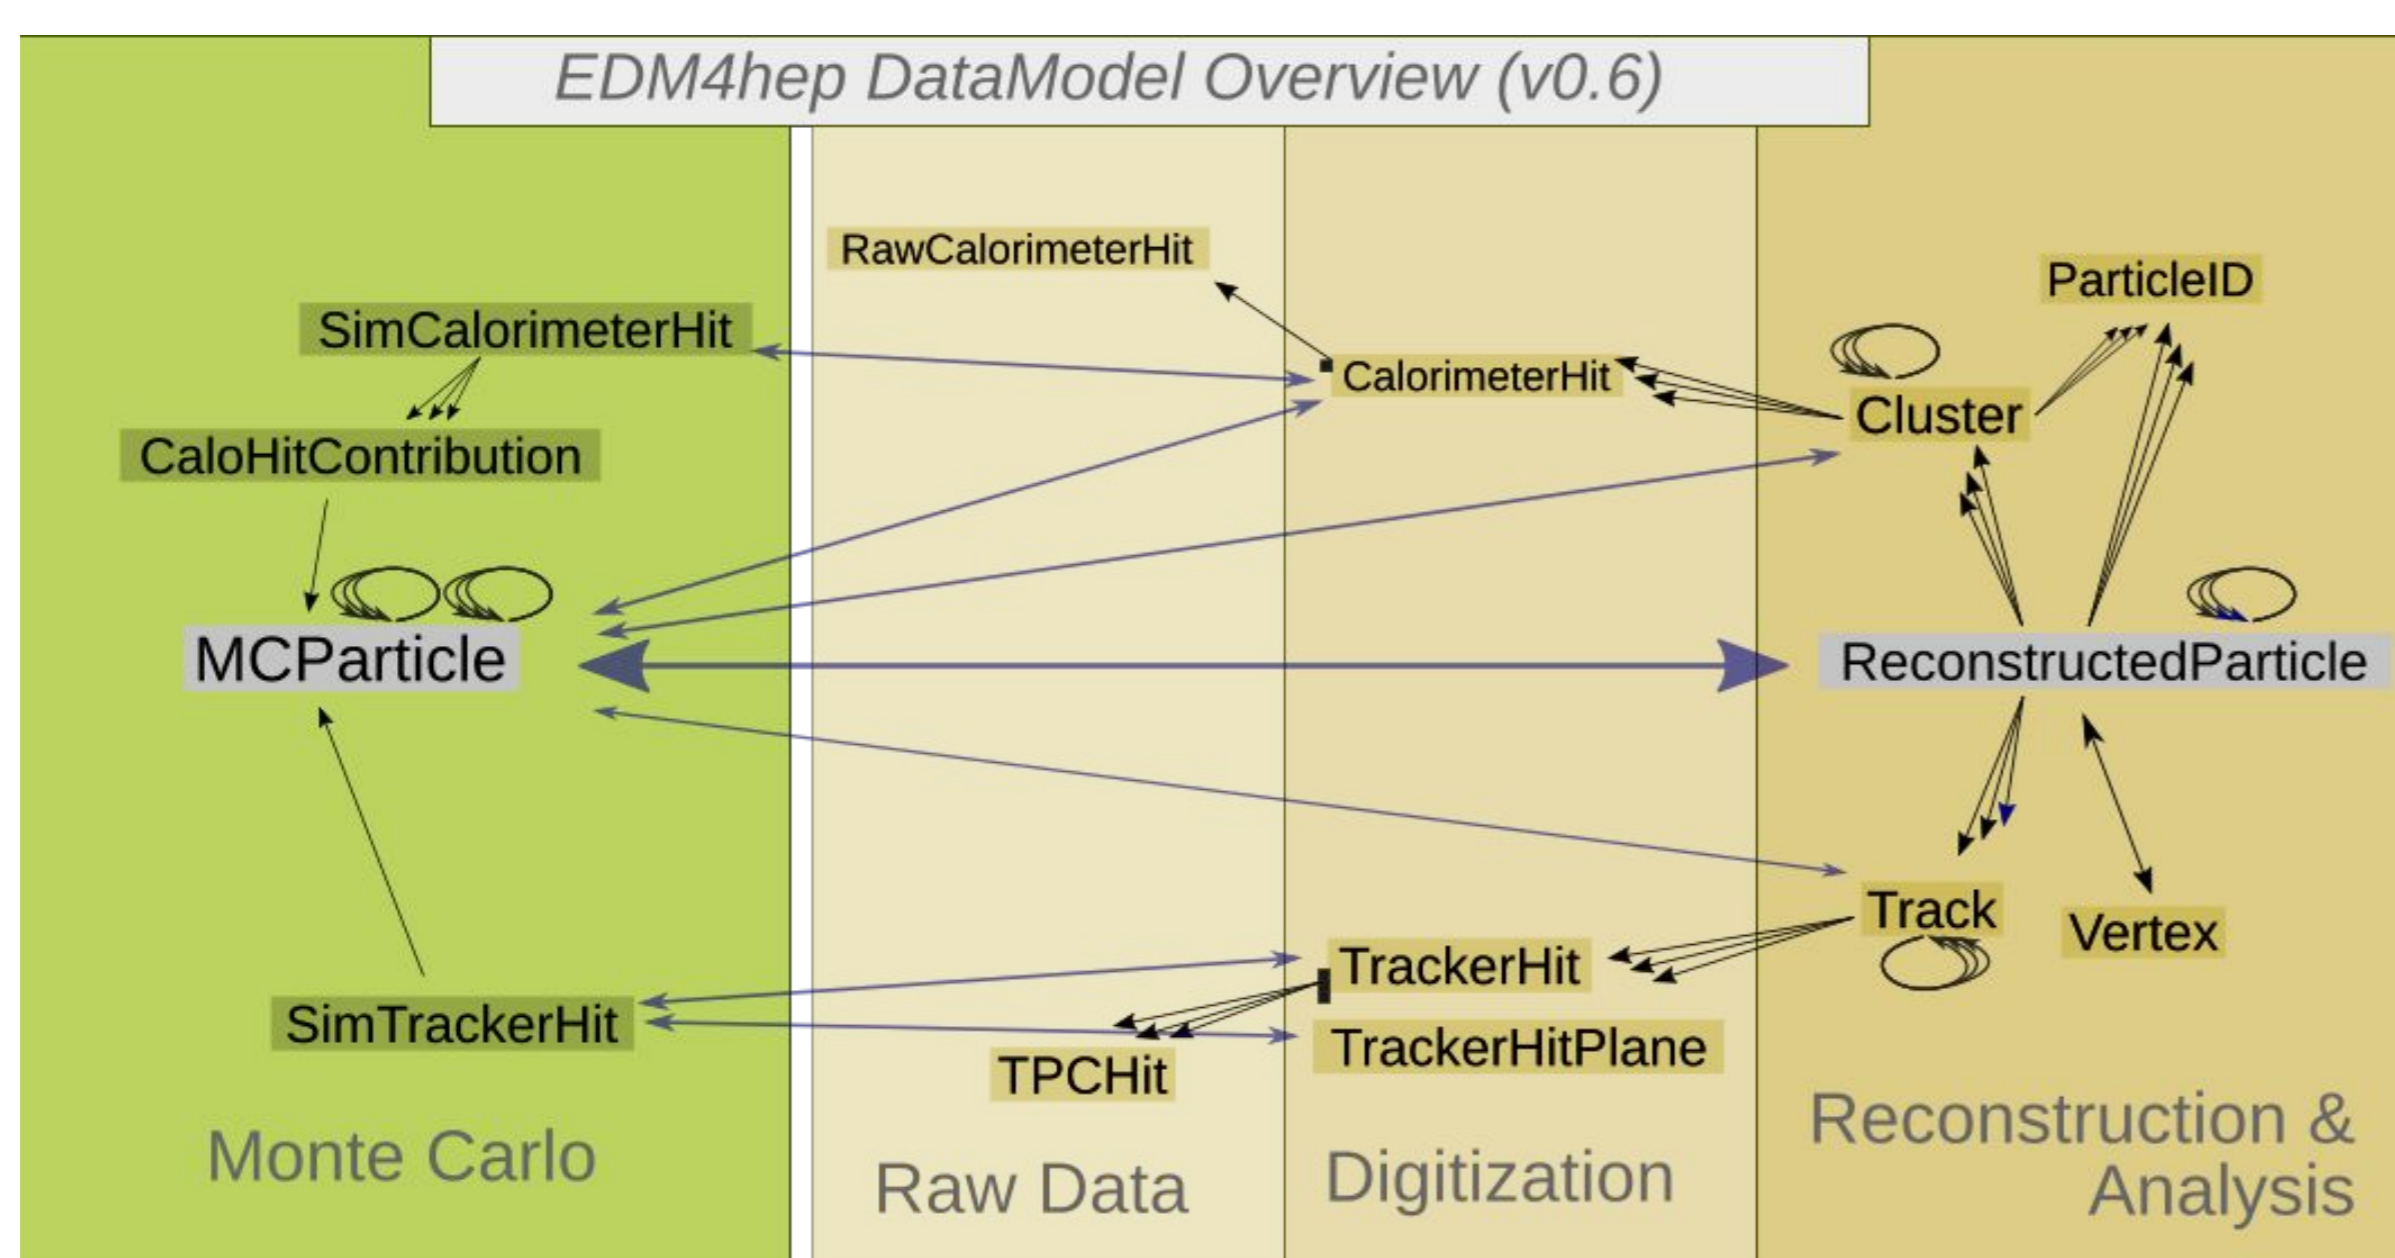 EDM4hep DataModel Overview (v0.6)
RawCalorimeterHit
ParticleID
SimCalorimeterHit
CalorimeterHit
Cluster
CaloHitContribution
MCParticle
ReconstructedParticle
Track
Vertex
TrackerHit
SimTrackerHit
TrackerHitPlane
TPCHit
Monte Carlo
Raw Data
Digitization
Reconstruction &
Analysis